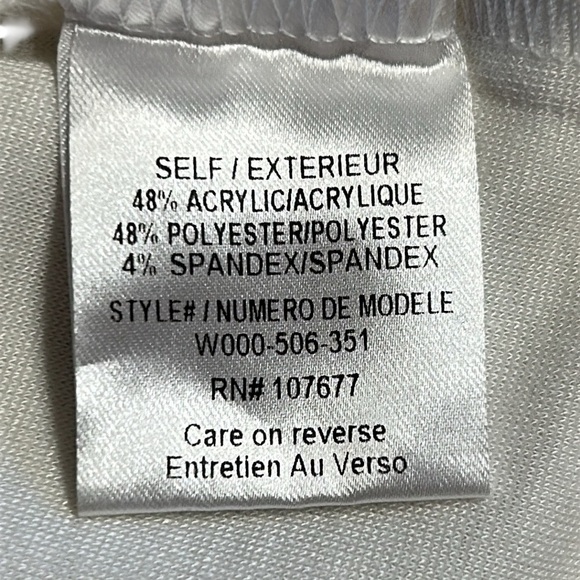 SELF / EXTERIEUR
48% ACRYLIC/ACRYLIQUE
48% POLYESTER/POLYESTER
4% SPANDEX/SPANDEX
STYLE# / NUMERO DE MODELE
W000-506-351
RN# 107677
Care on reverse
Entretien Au Verso